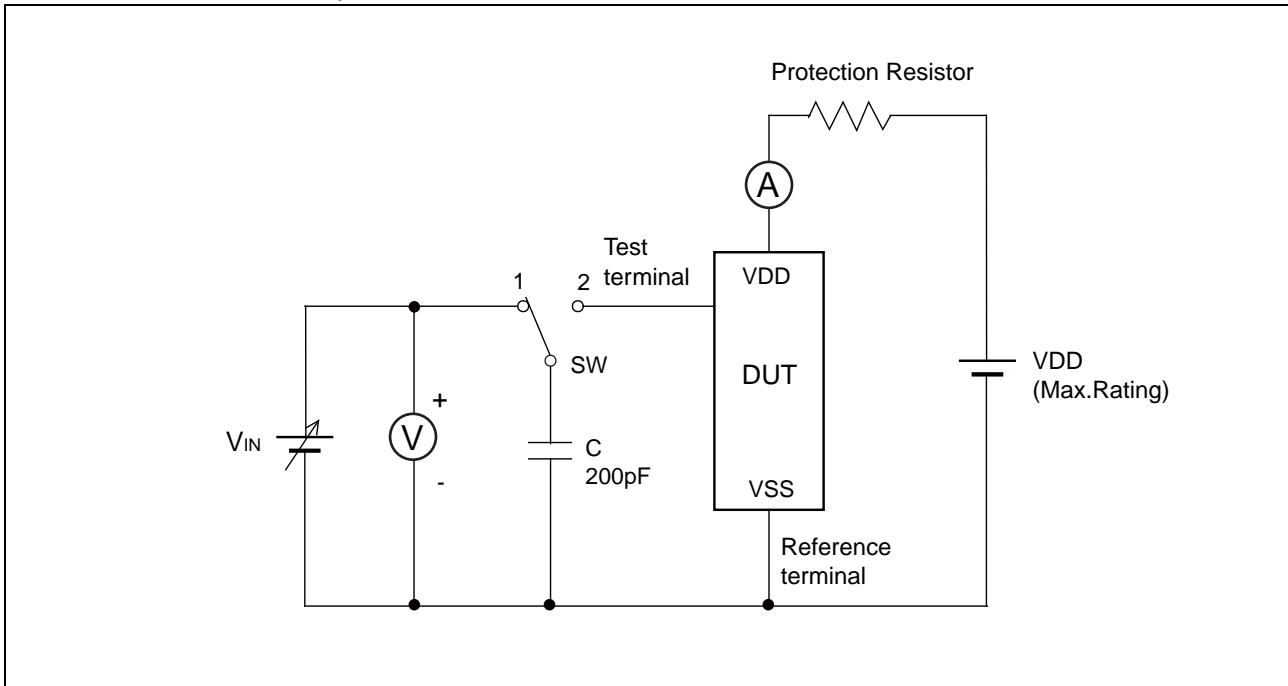 Protection Resistor
A
Test
terminal
1
2
VDD
SW
DUT
VDD
(Max.Rating)
+
VIN
V
C
200pF
-
VSS
Reference
terminal